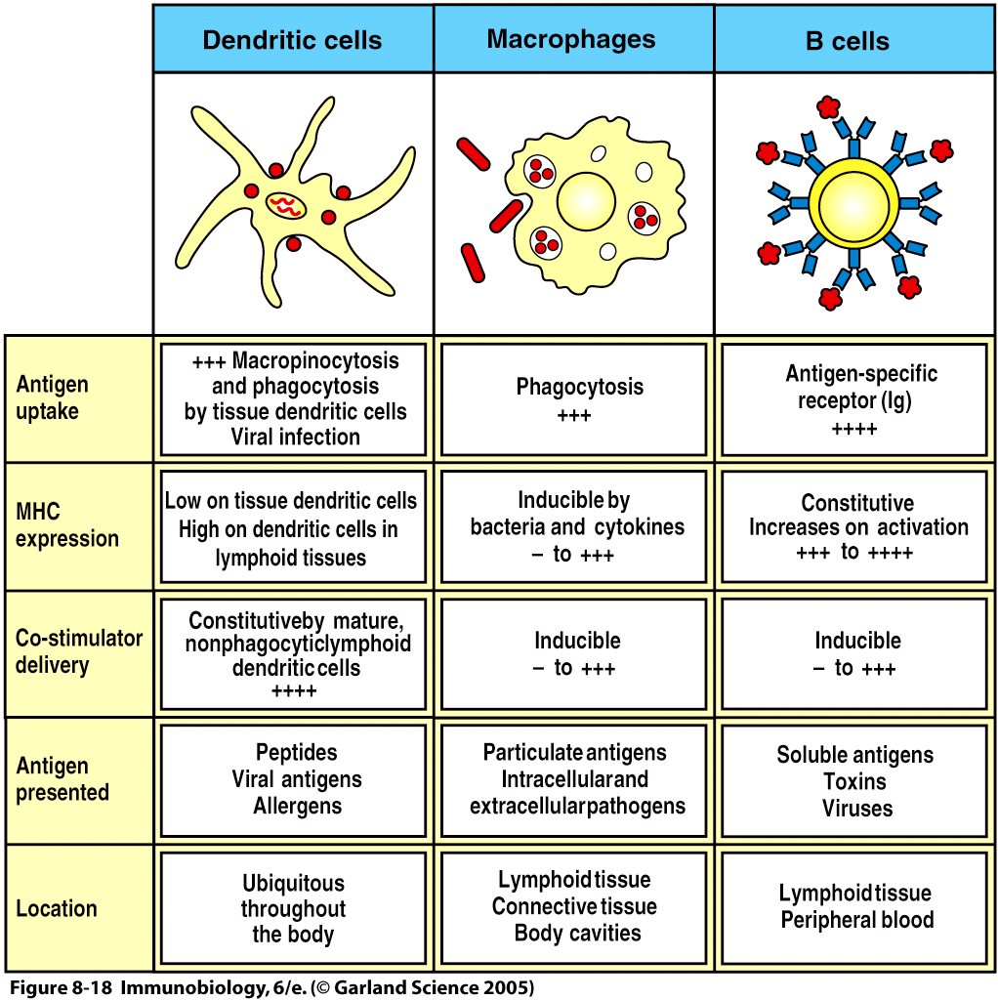 Dendritic cells
Macrophages
B cells
Antigen
uptake
+++ Macropinocytosis
and phagocytosis
by tissue dendritic cells
Viral infection
Phagocytosis
+++
Antigen-specific
receptor (Ig)
++++
MHC
expression
Low on tissue dendritic cells
High on dendritic cells in
lymphoid tissues
Inducible by
bacteria and cytokines
– to +++
Constitutive
Increases on activation
+++ to ++++
Co-stimulator
delivery
Constitutiveby mature,
nonphagocyticlymphoid
dendritic cells
++++
Inducible
– to +++
Inducible
– to +++
Antigen
presented
Peptides
Viral antigens
Allergens
Particulate antigens
Intracellularand
extracellularpathogens
Soluble antigens
Toxins
Viruses
Location
Ubiquitous
throughout
the body
Lymphoid tissue
Connective tissue
Body cavities
Lymphoid tissue
Peripheral blood
Figure 8-18 Immunobiology, 6/e. (© Garland Science 2005)